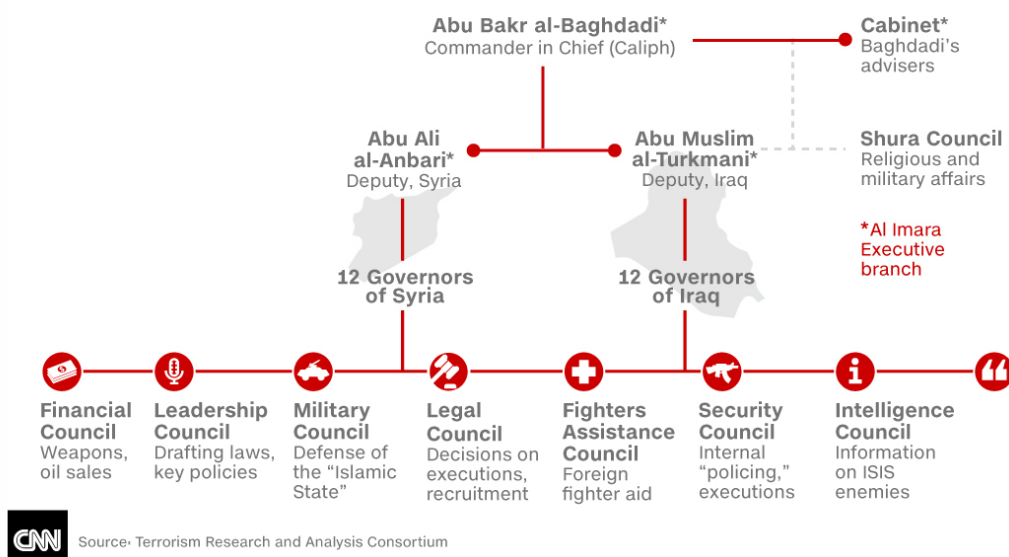 Abu Bakr al-Baghdadi*
Commander in Chief (Caliph)
Cabinet*
Baghdadi's
advisers
Abu Ali
al-Anbari*
Deputy, Syria
Abu Muslim
al-Turkmani*
Deputy, Iraq
Shura Council
Religious and
military affairs
*Al Imara
Executive
branch
12 Governors
of Syria
12 Governors
of Iraq
Financial
Council
Weapons,
oil sales
Leadership
Council
Drafting laws,
key policies
Military
Council
Defense of
the “Islamic
State”
Legal
Council
Decisions on
executions,
recruitment
Fighters
Assistance
Council
Foreign
fighter aid
Security
Council
Internal
“policing,”
executions
Intelligence
Council
Information
on ISIS
enemies
CNN
Source: Terrorism Research and Analysis Consortium